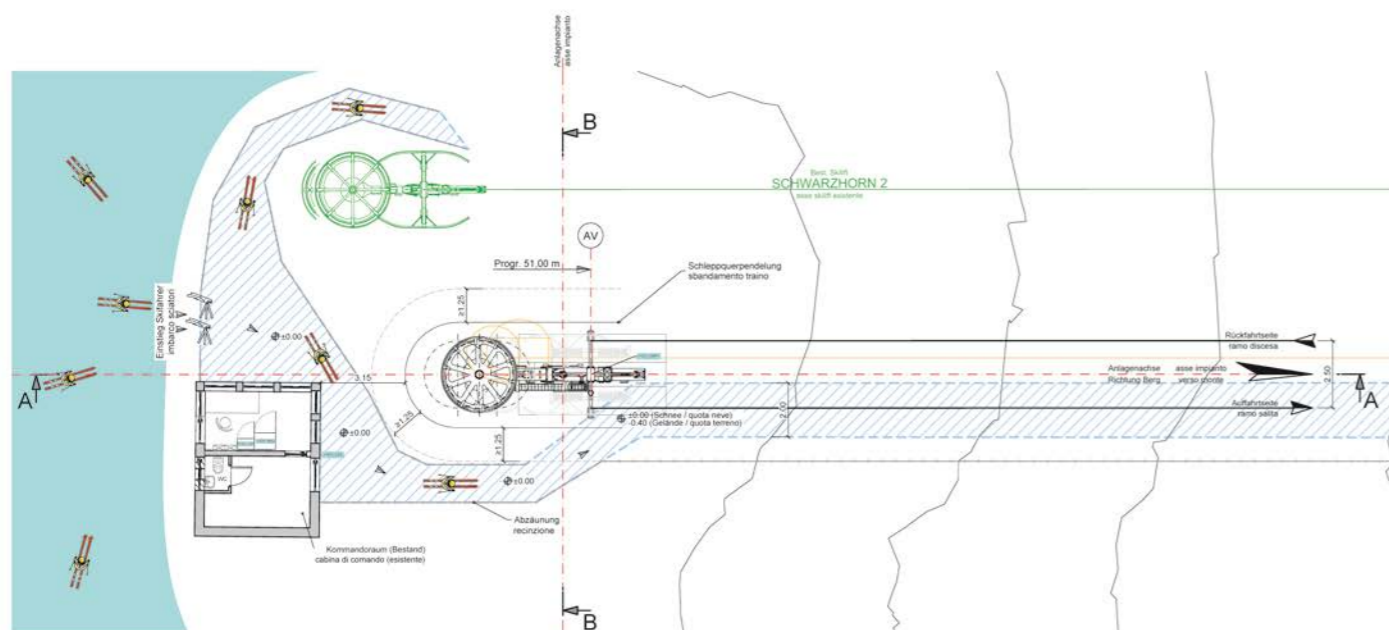 Anlagenachse
asse impianto
B
Best. Skilift
SCHWARZHORN 2
asse skilift esistente
AV
Progr. 51,00 m
Schleppquerpendelung
sbandamento traino
≥1.25
Einstieg Skifahrer
imbarco sciatori
±0.00
Rückfahrtseite
ramo discesa
3.15
Anlagenachse asse impianto
Richtung Berg verso monte
2.50
A
A
2.00
Auffahrtseite
ramo salita
±0.00 (Schnee / quota neve)
-0.40 (Gelände / quota terreno)
≥1.25
±0.00
≥1.25
WC
±0.00
Abzäunung
recinzione
Kommandoraum (Bestand)
cabina di comando (esistente)
B